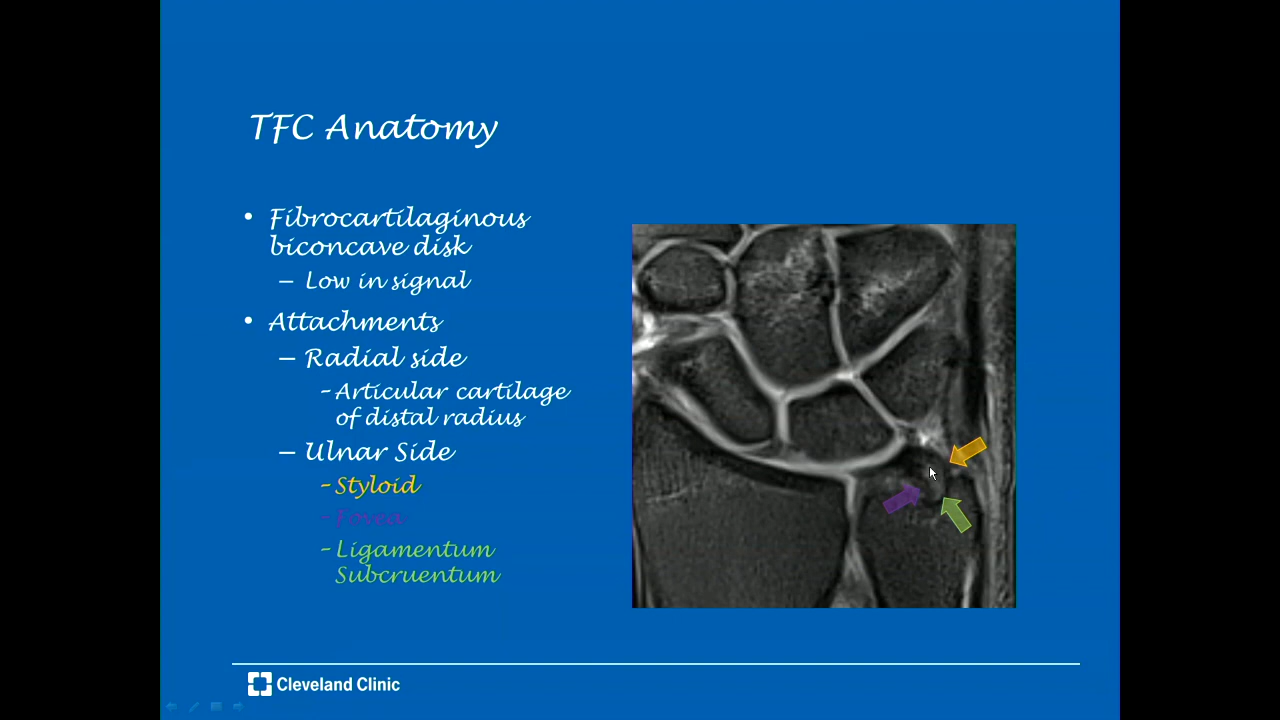 TFC Anatomy
• Fibrocartilaginous
biconcave disk
– Low in signal
• Attachments
– Radial side
-Articular cartilage
of distal radius
– Ulnar Side
-Styloid
-Fovea
-Ligamentum
Subcruentum
Cleveland Clinic